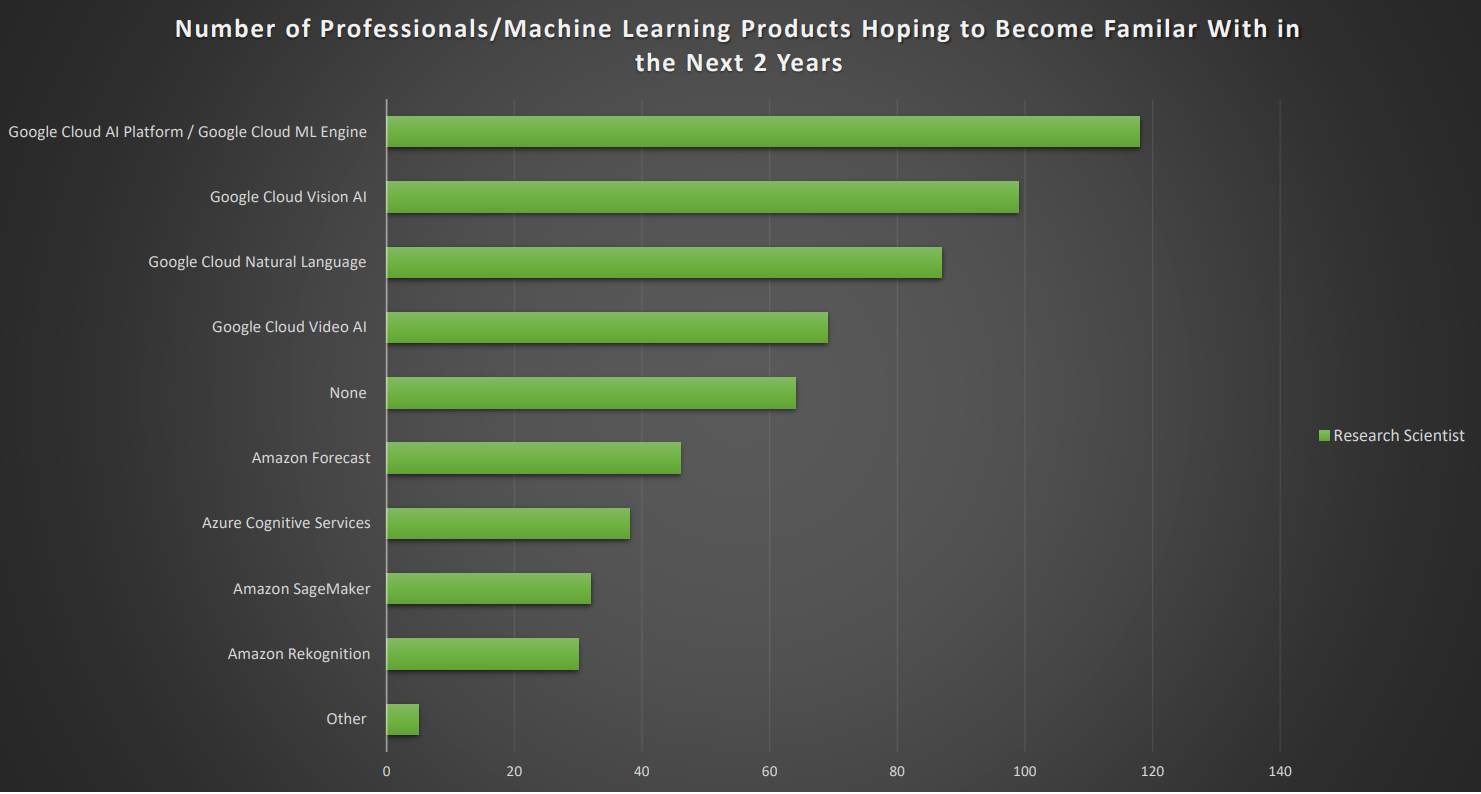 Number of Professionals/Machine Learning Products Hoping to Become Familar With in
the Next 2 Years
Google Cloud AI Platform / Google Cloud ML Engine
Google Cloud Vision AI
Google Cloud Natural Language
Google Cloud Video AI
None
Amazon Forecast
Azure Cognitive Services
Amazon SageMaker
Amazon Rekognition
Other
0 20 40 60 80 100 120 140
Research Scientist